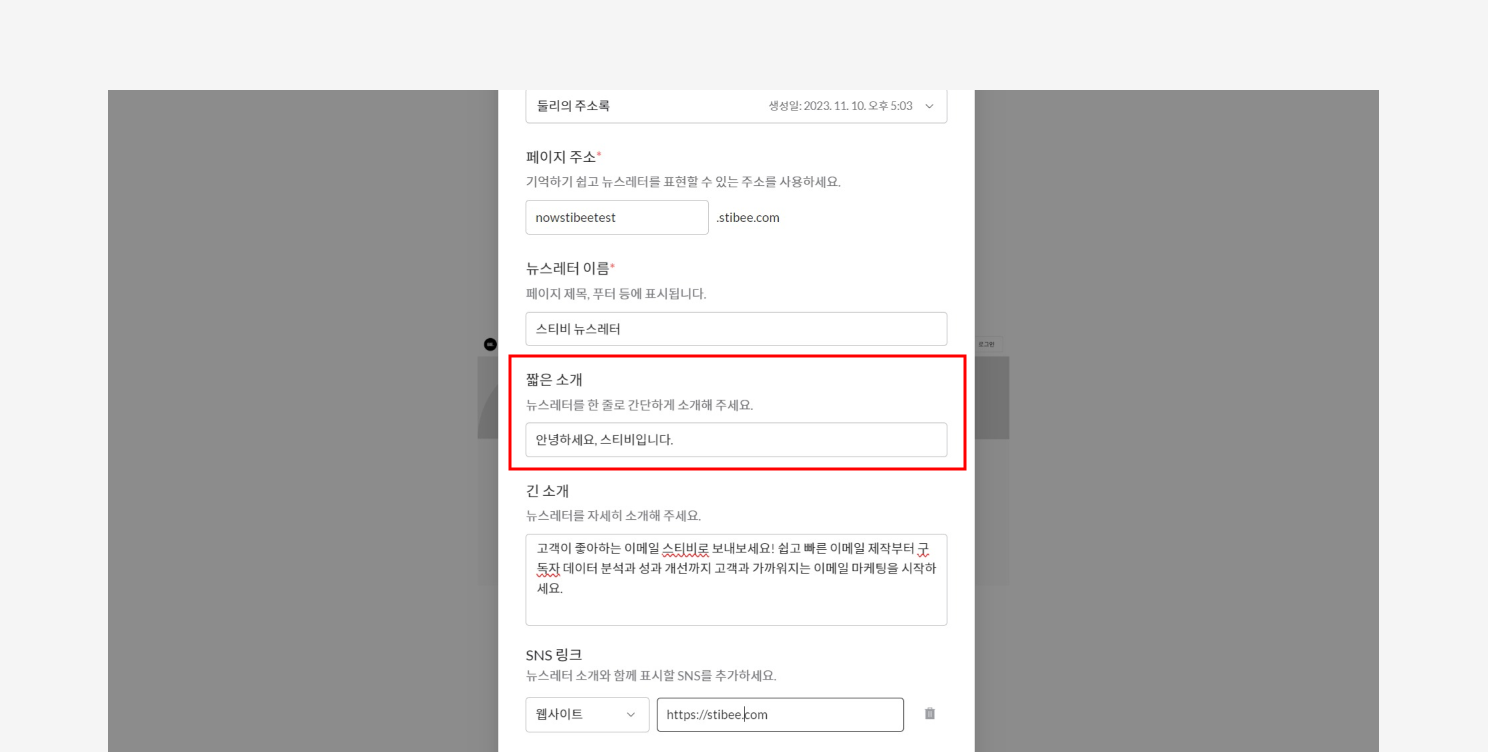 둘리의 주소록 생성일: 2023. 11. 10. 오후 5:03
페이지 주소*
기억하기 쉽고 뉴스레터를 표현할 수 있는 주소를 사용하세요.
nowstibeetest .stibee.com
뉴스레터 이름*
페이지 제목, 푸터 등에 표시됩니다.
스티비 뉴스레터
로그인
짧은 소개
뉴스레터를 한 줄로 간단하게 소개해 주세요.
안녕하세요, 스티비입니다.
긴 소개
뉴스레터를 자세히 소개해 주세요.
고객이 좋아하는 이메일 스티비로 보내보세요! 쉽고 빠른 이메일 제작부터 구
독자 데이터 분석과 성과 개선까지 고객과 가까워지는 이메일 마케팅을 시작하
세요.
SNS 링크
뉴스레터 소개와 함께 표시할 SNS를 추가하세요.
웹사이트 https://stibee.com